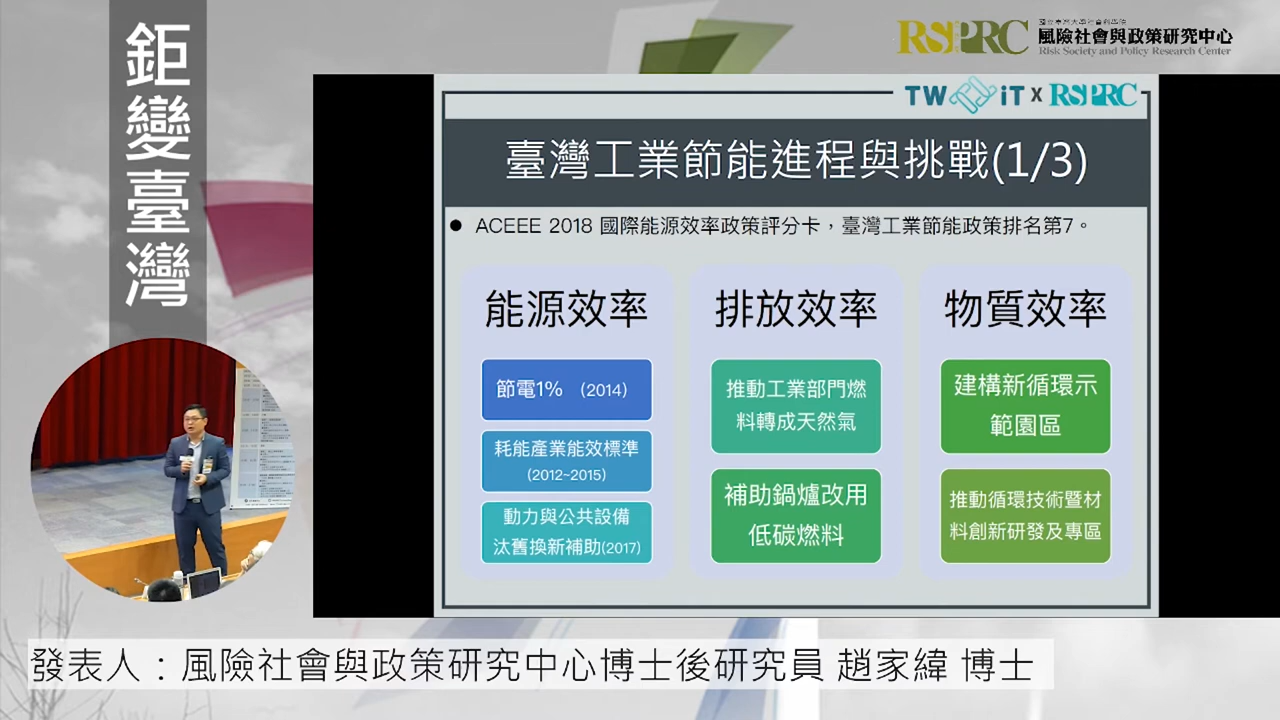 鉅變臺灣
RSPRC
國立臺灣大學社會科學院
風險社會與政策研究中心
Risk Society and Policy Research Center
TW iT x RSPRC
臺灣工業節能進程與挑戰(1/3)
● ACEEE 2018 國際能源效率政策評分卡，臺灣工業節能政策排名第7。
能源效率
節電1% (2014)
耗能產業能效標準
(2012~2015)
動力與公共設備
汰舊換新補助(2017)
排放效率
推動工業部門燃
料轉成天然氣
補助鍋爐改用
低碳燃料
物質效率
建構新循環示
範園區
推動循環技術暨材
料創新研發及專區
發表人：風險社會與政策研究中心博士後研究員 趙家緯 博士